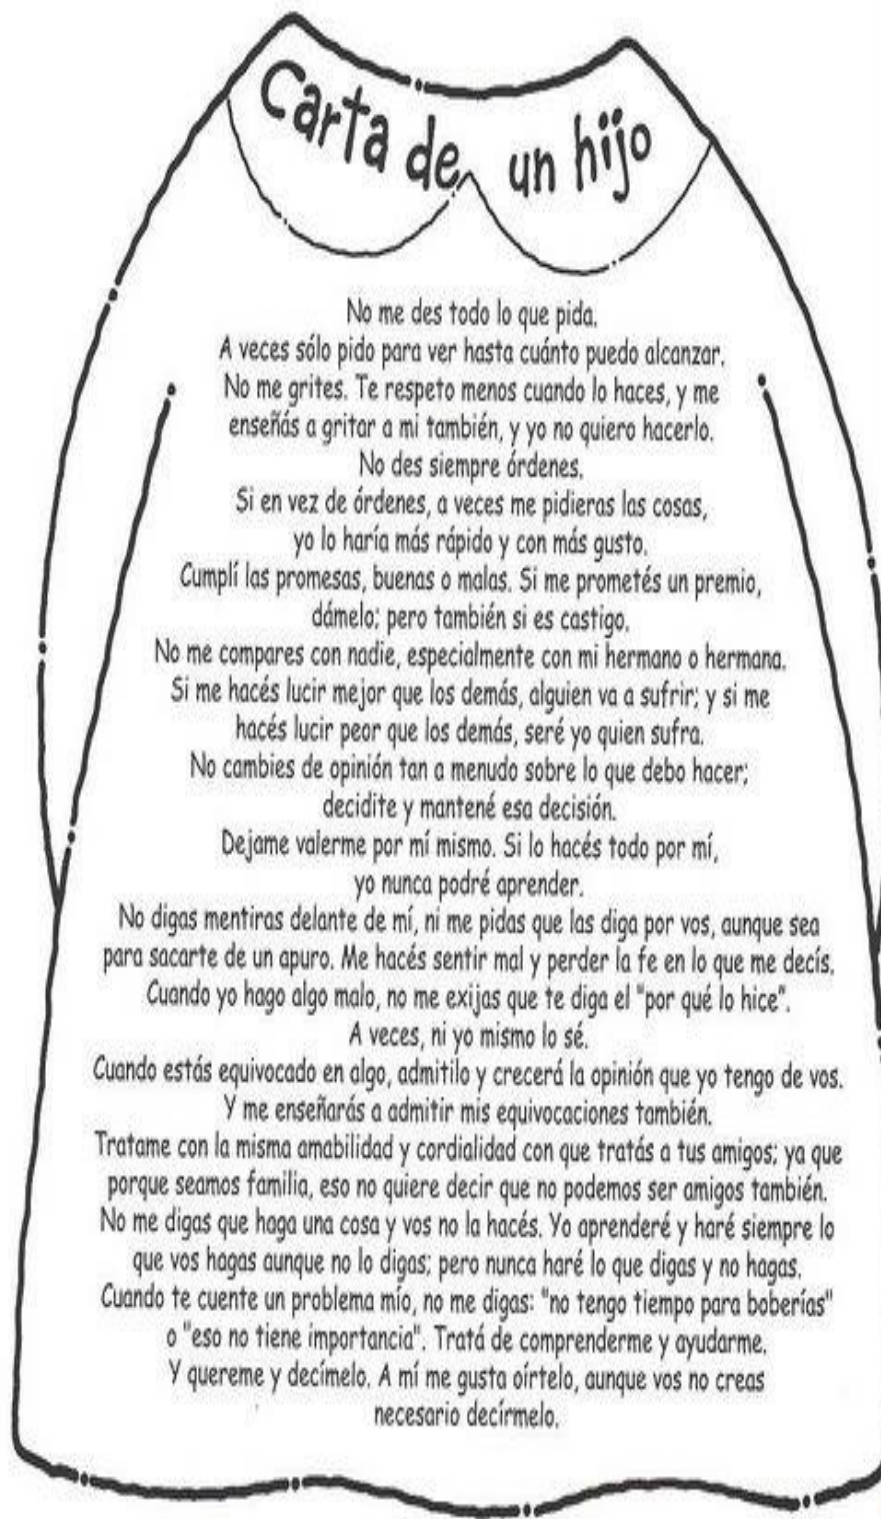 Carta de un hijo
No me des todo lo que pida.
A veces sólo pido para ver hasta cuánto puedo alcanzar.
No me grites. Te respeto menos cuando lo haces, y me
enseñás a gritar a mi también, y yo no quiero hacerlo.
No des siempre órdenes.
Si en vez de órdenes, a veces me pidieras las cosas,
yo lo haría más rápido y con más gusto.
Cumplí las promesas, buenas o malas. Si me prometés un premio,
dámelo; pero también si es castigo.
No me compares con nadie, especialmente con mi hermano o hermana.
Si me hacés lucir mejor que los demás, alguien va a sufrir; y si me
hacés lucir peor que los demás, seré yo quien sufra.
No cambies de opinión tan a menudo sobre lo que debo hacer;
decidite y mantené esa decisión.
Dejame valerme por mí mismo. Si lo hacés todo por mí,
yo nunca podré aprender.
No digas mentiras delante de mí, ni me pidas que las diga por vos, aunque sea
para sacarte de un apuro. Me hacés sentir mal y perder la fe en lo que me decís.
Cuando yo hago algo malo, no me exijas que te diga el "por qué lo hice".
A veces, ni yo mismo lo sé.
Cuando estás equivocado en algo, admitilo y crecerá la opinión que yo tengo de vos.
Y me enseñarás a admitir mis equivocaciones también.
Tratame con la misma amabilidad y cordialidad con que tratás a tus amigos; ya que
porque seamos familia, eso no quiere decir que no podemos ser amigos también.
No me digas que haga una cosa y vos no la hacés. Yo aprenderé y haré siempre lo
que vos hagas aunque no lo digas; pero nunca haré lo que digas y no hagas.
Cuando te cuente un problema mío, no me digas: "no tengo tiempo para boberías"
o "eso no tiene importancia". Tratá de comprenderme y ayudarme.
Y quereme y decímelo. A mí me gusta oírtelo, aunque vos no creas
necesario decírmelo.